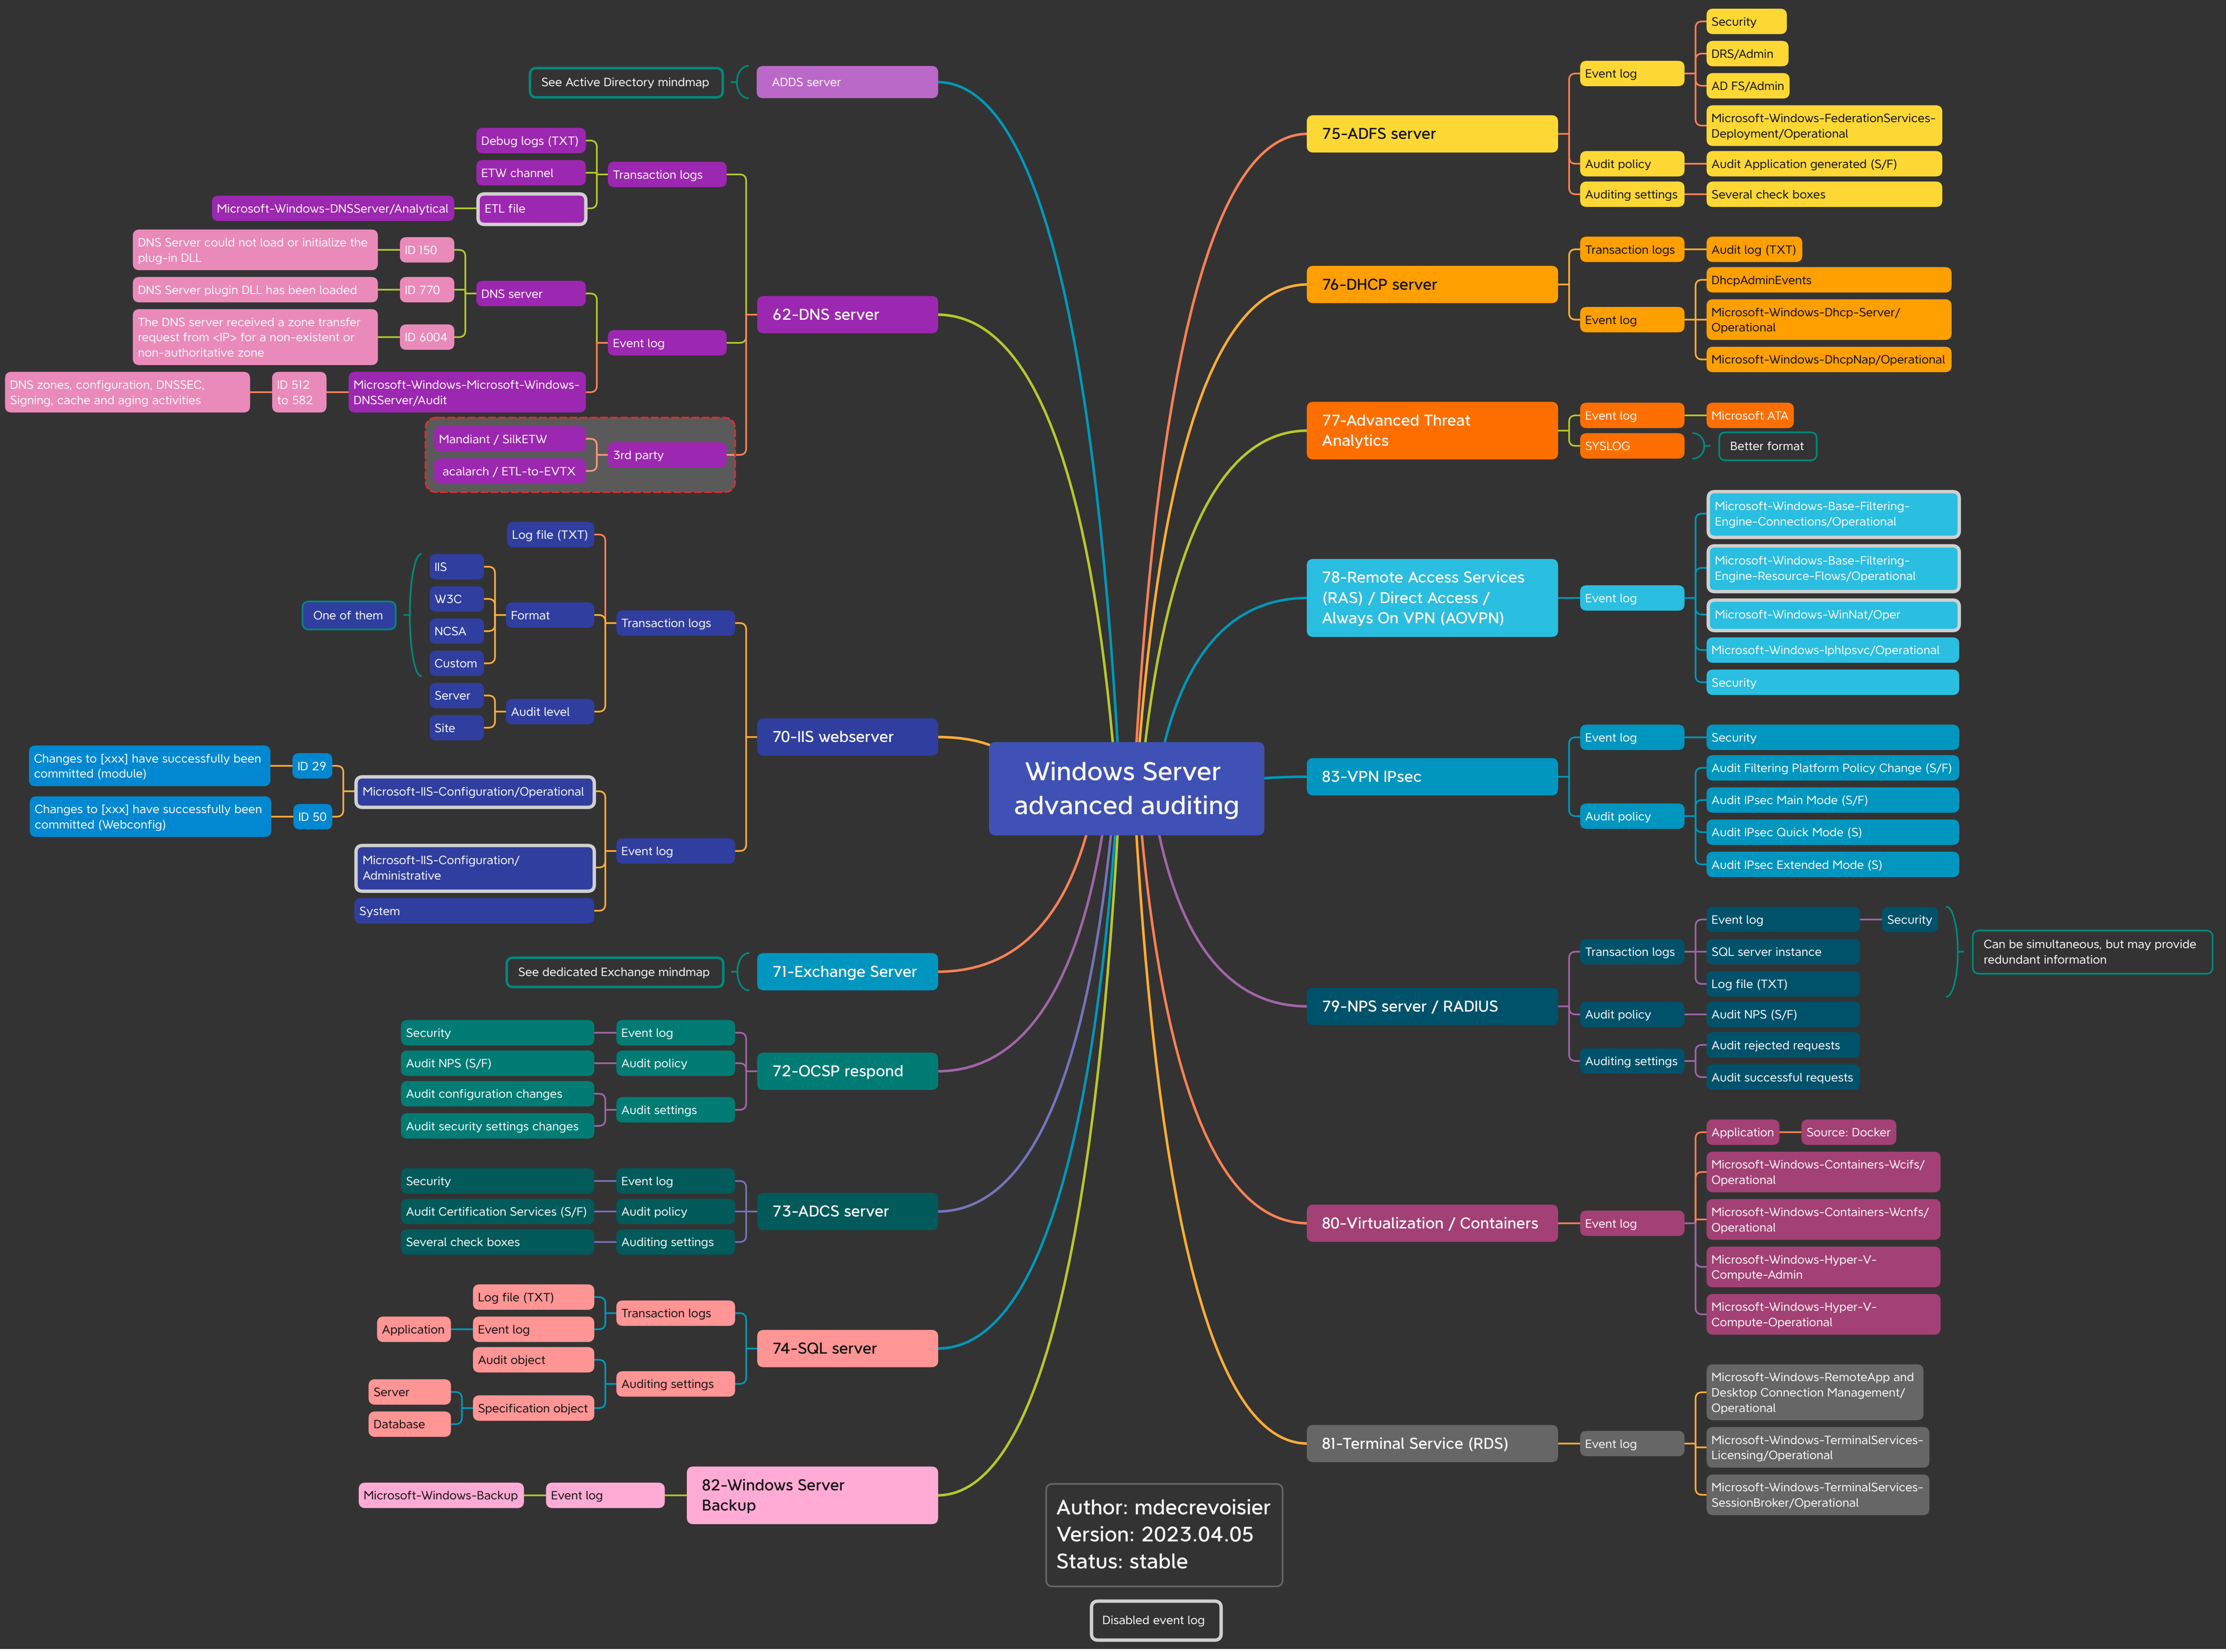 Windows Server
advanced auditing
ADDS server
See Active Directory mindmap
62-DNS server
Transaction logs
Debug logs (TXT)
ETW channel
ETL file
Microsoft-Windows-DNSServer/Analytical
Event log
DNS server
ID 150
DNS Server could not load or initialize the
plug-in DLL
ID 770
DNS Server plugin DLL has been loaded
ID 6004
The DNS server received a zone transfer
request from <IP> for a non-existent or
non-authoritative zone
Microsoft-Windows-Microsoft-Windows-
DNSServer/Audit
ID 512
to 582
DNS zones, configuration, DNSSEC,
Signing, cache and aging activities
3rd party
Mandiant / SilkETW
acalarch / ETL-to-EVTX
70-IIS webserver
Transaction logs
Log file (TXT)
Format
IIS
W3C
NCSA
Custom
One of them
Audit level
Server
Site
Event log
Microsoft-IIS-Configuration/Operational
ID 29
Changes to [xxx] have successfully been
committed (module)
ID 50
Changes to [xxx] have successfully been
committed (Webconfig)
Microsoft-IIS-Configuration/
Administrative
System
71-Exchange Server
See dedicated Exchange mindmap
72-OCSP respond
Event log
Security
Audit policy
Audit NPS (S/F)
Audit settings
Audit configuration changes
Audit security settings changes
73-ADCS server
Event log
Security
Audit policy
Audit Certification Services (S/F)
Auditing settings
Several check boxes
74-SQL server
Transaction logs
Log file (TXT)
Event log
Application
Auditing settings
Audit object
Specification object
Server
Database
82-Windows Server
Backup
Event log
Microsoft-Windows-Backup
75-ADFS server
Event log
Security
DRS/Admin
AD FS/Admin
Microsoft-Windows-FederationServices-
Deployment/Operational
Audit policy
Audit Application generated (S/F)
Auditing settings
Several check boxes
76-DHCP server
Transaction logs
Audit log (TXT)
Event log
DhcpAdminEvents
Microsoft-Windows-Dhcp-Server/
Operational
Microsoft-Windows-DhcpNap/Operational
77-Advanced Threat
Analytics
Event log
Microsoft ATA
SYSLOG
Better format
78-Remote Access Services
(RAS) / Direct Access /
Always On VPN (AOVPN)
Event log
Microsoft-Windows-Base-Filtering-
Engine-Connections/Operational
Microsoft-Windows-Base-Filtering-
Engine-Resource-Flows/Operational
Microsoft-Windows-WinNat/Oper
Microsoft-Windows-Iphlpsvc/Operational
Security
83-VPN IPsec
Event log
Security
Audit policy
Audit Filtering Platform Policy Change (S/F)
Audit IPsec Main Mode (S/F)
Audit IPsec Quick Mode (S)
Audit IPsec Extended Mode (S)
79-NPS server / RADIUS
Transaction logs
Event log
Security
SQL server instance
Log file (TXT)
Can be simultaneous, but may provide
redundant information
Audit policy
Audit NPS (S/F)
Auditing settings
Audit rejected requests
Audit successful requests
80-Virtualization / Containers
Event log
Application
Source: Docker
Microsoft-Windows-Containers-Wcifs/
Operational
Microsoft-Windows-Containers-Wcnfs/
Operational
Microsoft-Windows-Hyper-V-
Compute-Admin
Microsoft-Windows-Hyper-V-
Compute-Operational
81-Terminal Service (RDS)
Event log
Microsoft-Windows-RemoteApp and
Desktop Connection Management/
Operational
Microsoft-Windows-TerminalServices-
Licensing/Operational
Microsoft-Windows-TerminalServices-
SessionBroker/Operational
Author: mdecrevoisier
Version: 2023.04.05
Status: stable
Disabled event log